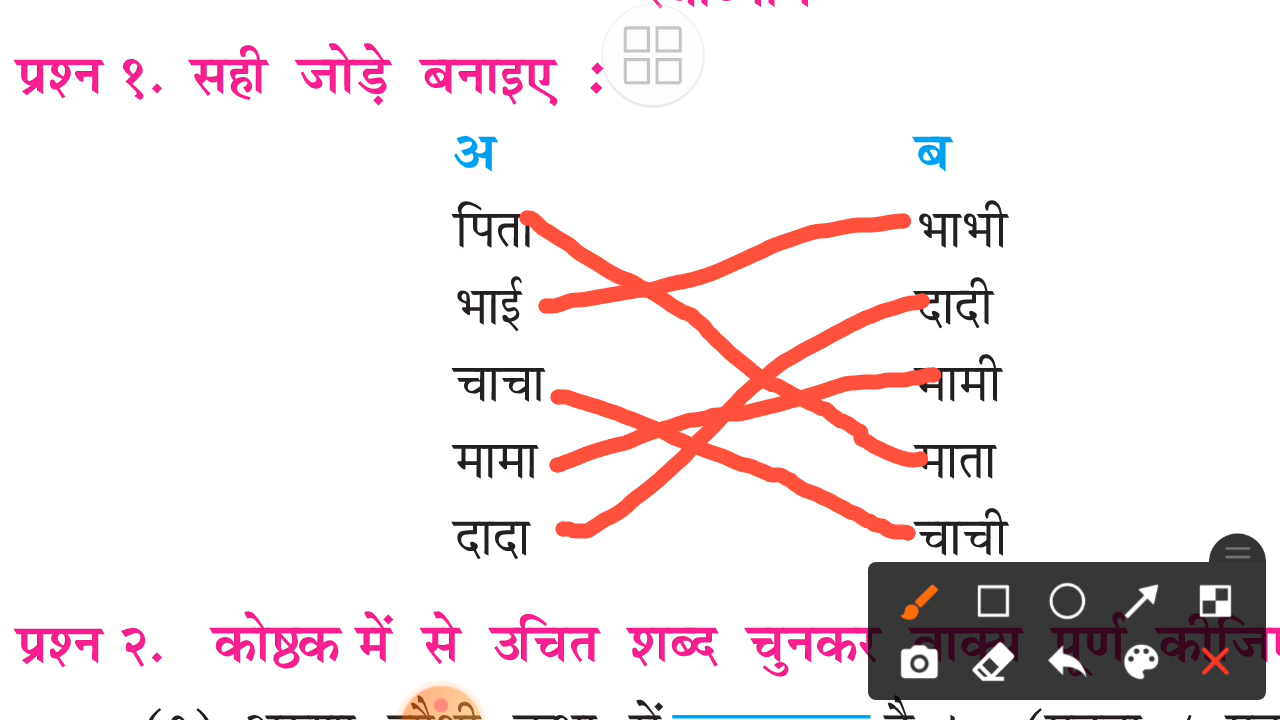 प्रश्न १. सही जोड़े बनाइए :
अ ब
पिता भाभी
भाई दादी
चाचा मामी
मामा माता
दादा चाची
प्रश्न २. कोष्ठक में से उचित शब्द चुनकर वाक्य पूर्ण